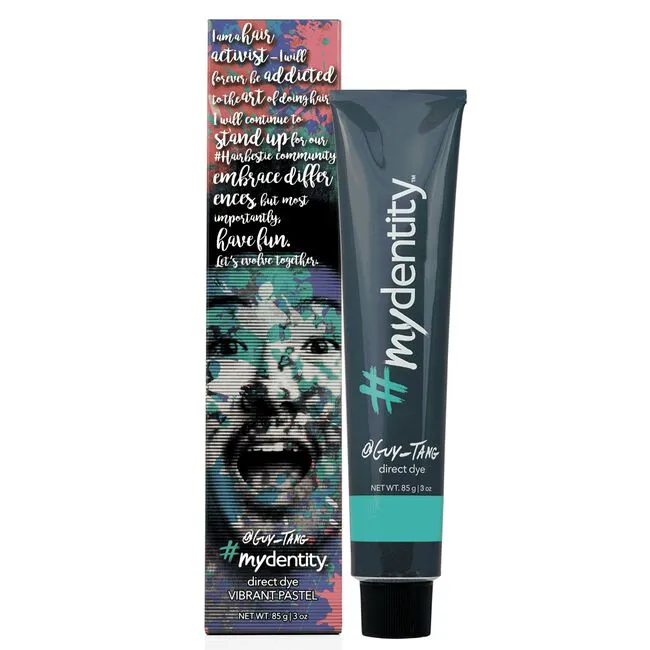 I am a hair
activist – I will
forever be addicted
to the art of doing hair
I will continue to
stand up for our
#Hairbestie community
embrace differ
ences, but most
importantly,
have fun.
Let's evolve together.
@GUY_TANG
#mydentity.
direct dye
VIBRANT PASTEL
NET WT. 85 g | 3 oz
#mydentity™
@GUY_TANG
direct dye
NET WT. 85 g | 3 oz